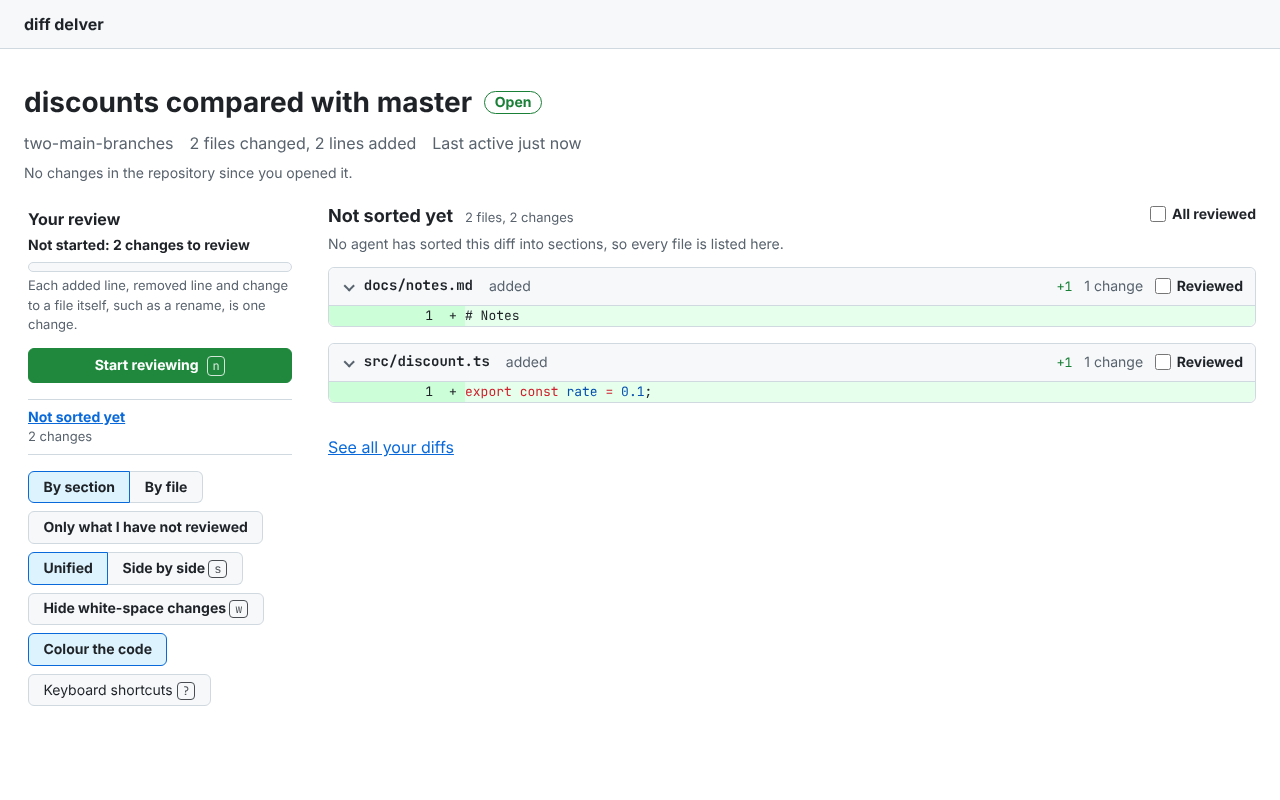 diff delver
discounts compared with master Open
two-main-branches 2 files changed, 2 lines added Last active just now
No changes in the repository since you opened it.
Your review
Not started: 2 changes to review
Each added line, removed line and change
to a file itself, such as a rename, is one
change.
Start reviewing n
Not sorted yet
2 changes
By section By file
Only what I have not reviewed
Unified Side by side s
Hide white-space changes w
Colour the code
Keyboard shortcuts ?
Not sorted yet 2 files, 2 changes All reviewed
No agent has sorted this diff into sections, so every file is listed here.
docs/notes.md added +1 1 change Reviewed
1 + # Notes
src/discount.ts added +1 1 change Reviewed
1 + export const rate = 0.1;
See all your diffs